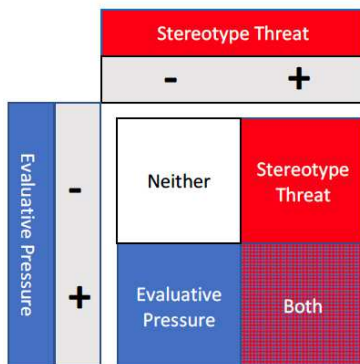 Stereotype Threat
- +
Evaluative Pressure
-
Neither
Stereotype
Threat
+
Evaluative
Pressure
Both